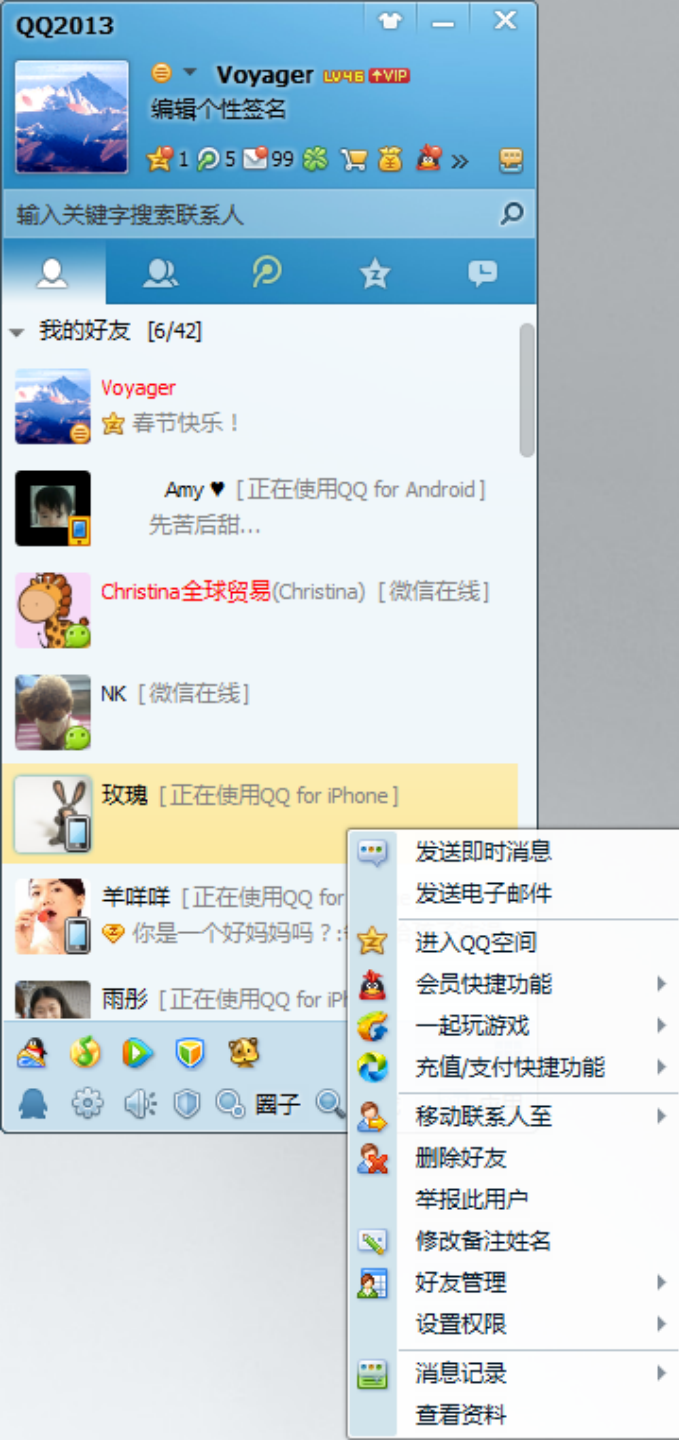 QQ2013
Voyager LV46 VIP
编辑个性签名
1 5 99
输入关键字搜索联系人
我的好友 [6/42]
Voyager
春节快乐！
Amy ♥ [正在使用QQ for Android]
先苦后甜...
Christina全球贸易(Christina) [微信在线]
NK [微信在线]
玫瑰 [正在使用QQ for iPhone]
羊咩咩 [正在使用QQ for
你是一个好妈妈吗？:
雨彤 [正在使用QQ for iPh
圈子
发送即时消息
发送电子邮件
进入QQ空间
会员快捷功能
一起玩游戏
充值/支付快捷功能
移动联系人至
删除好友
举报此用户
修改备注姓名
好友管理
设置权限
消息记录
查看资料